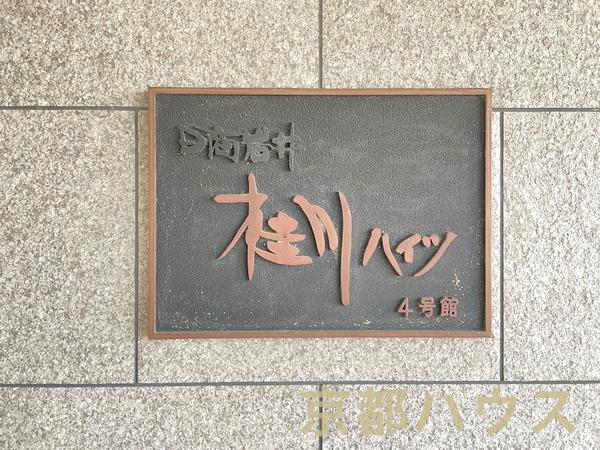 日商岩井
桂川ハイツ
4号館
京都ハウス